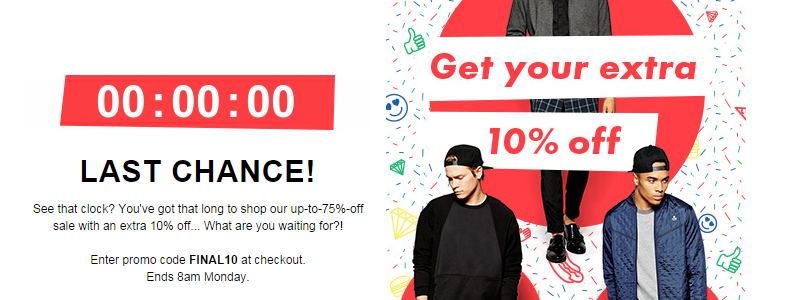 00:00:00
LAST CHANCE!
See that clock? You've got that long to shop our up-to-75%-off
sale with an extra 10% off... What are you waiting for?!
Enter promo code FINAL10 at checkout.
Ends 8am Monday.
Get your extra
10% off